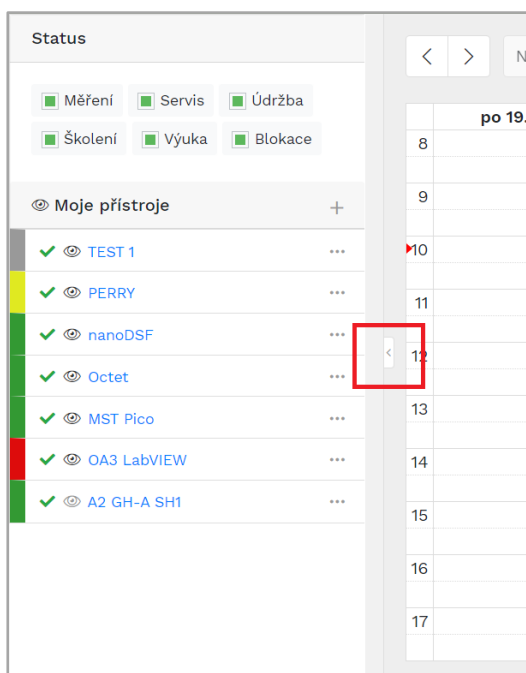 Status
Měření Servis Údržba
Školení Výuka Blokace
Moje přístroje
TEST 1
PERRY
nanoDSF
Octet
MST Pico
OA3 LabVIEW
A2 GH-A SH1
N
po 19.
8
9
10
11
12
13
14
15
16
17